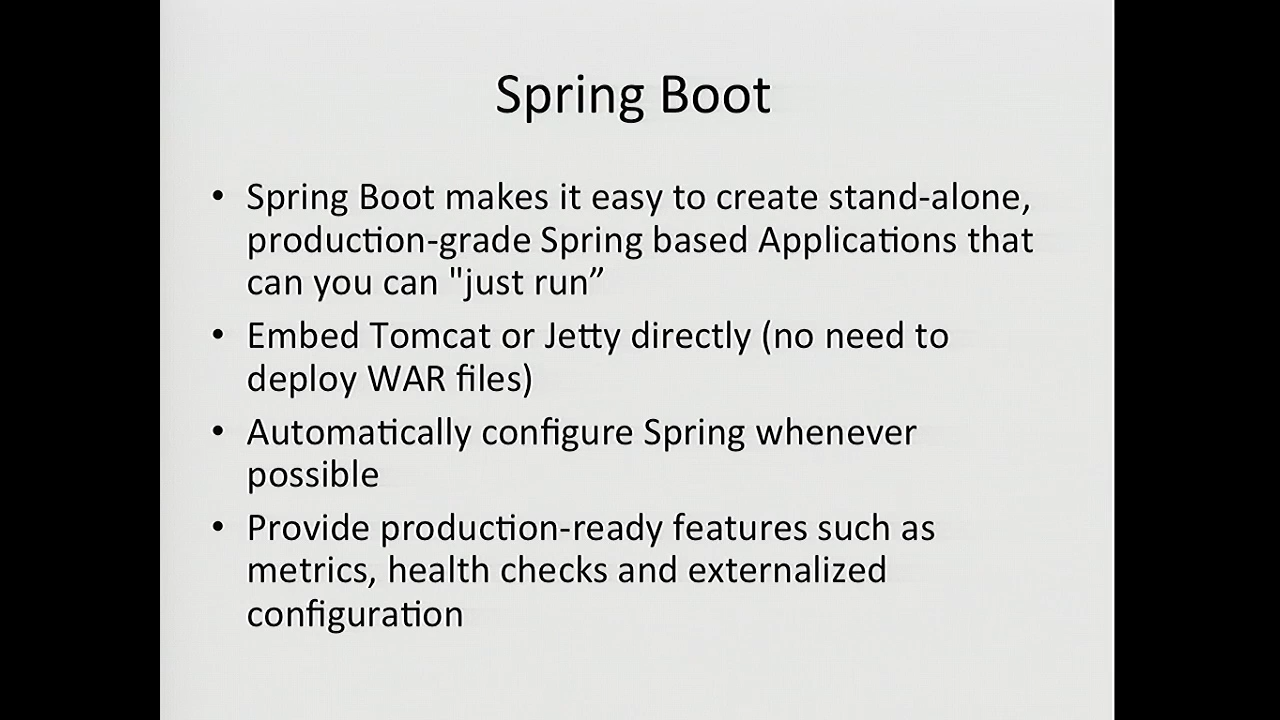 Spring Boot
• Spring Boot makes it easy to create stand-alone,
production-grade Spring based Applications that
can you can "just run”
• Embed Tomcat or Jetty directly (no need to
deploy WAR files)
• Automatically configure Spring whenever
possible
• Provide production-ready features such as
metrics, health checks and externalized
configuration